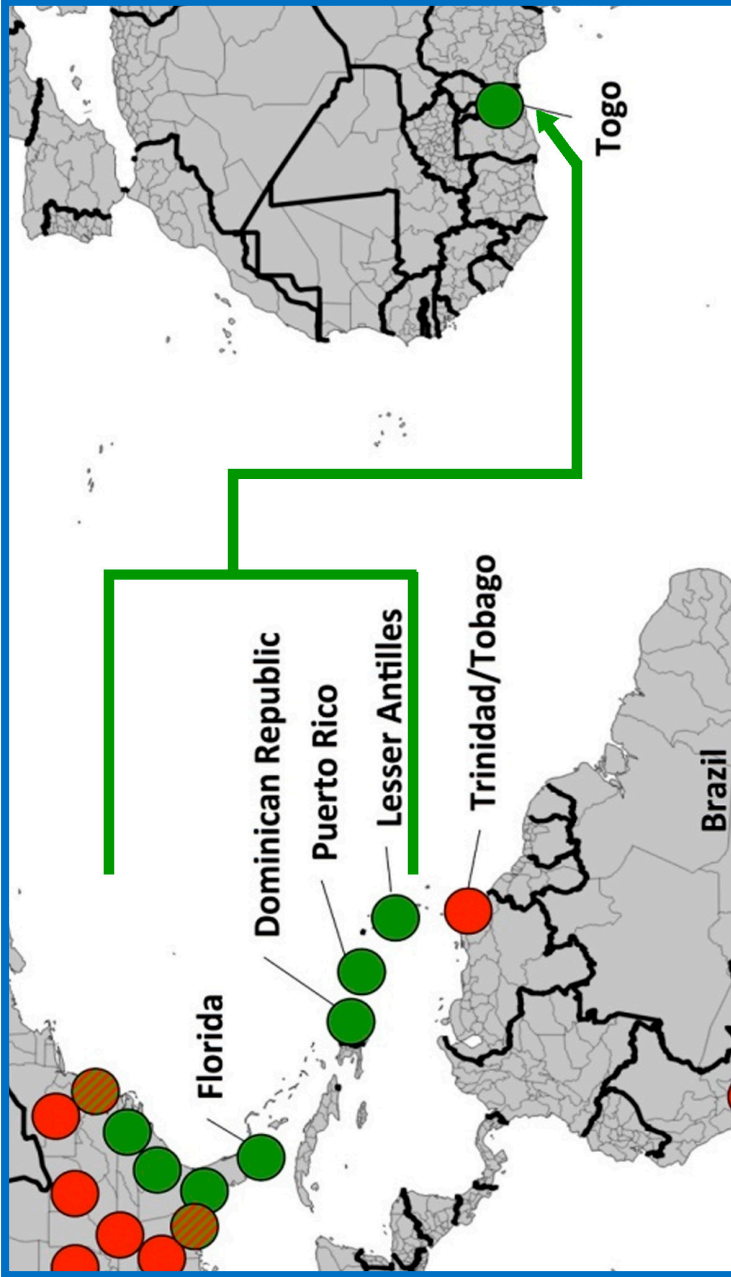 Florida
Dominican Republic
Puerto Rico
Lesser Antilles
Trinidad/Tobago
Brazil
Togo